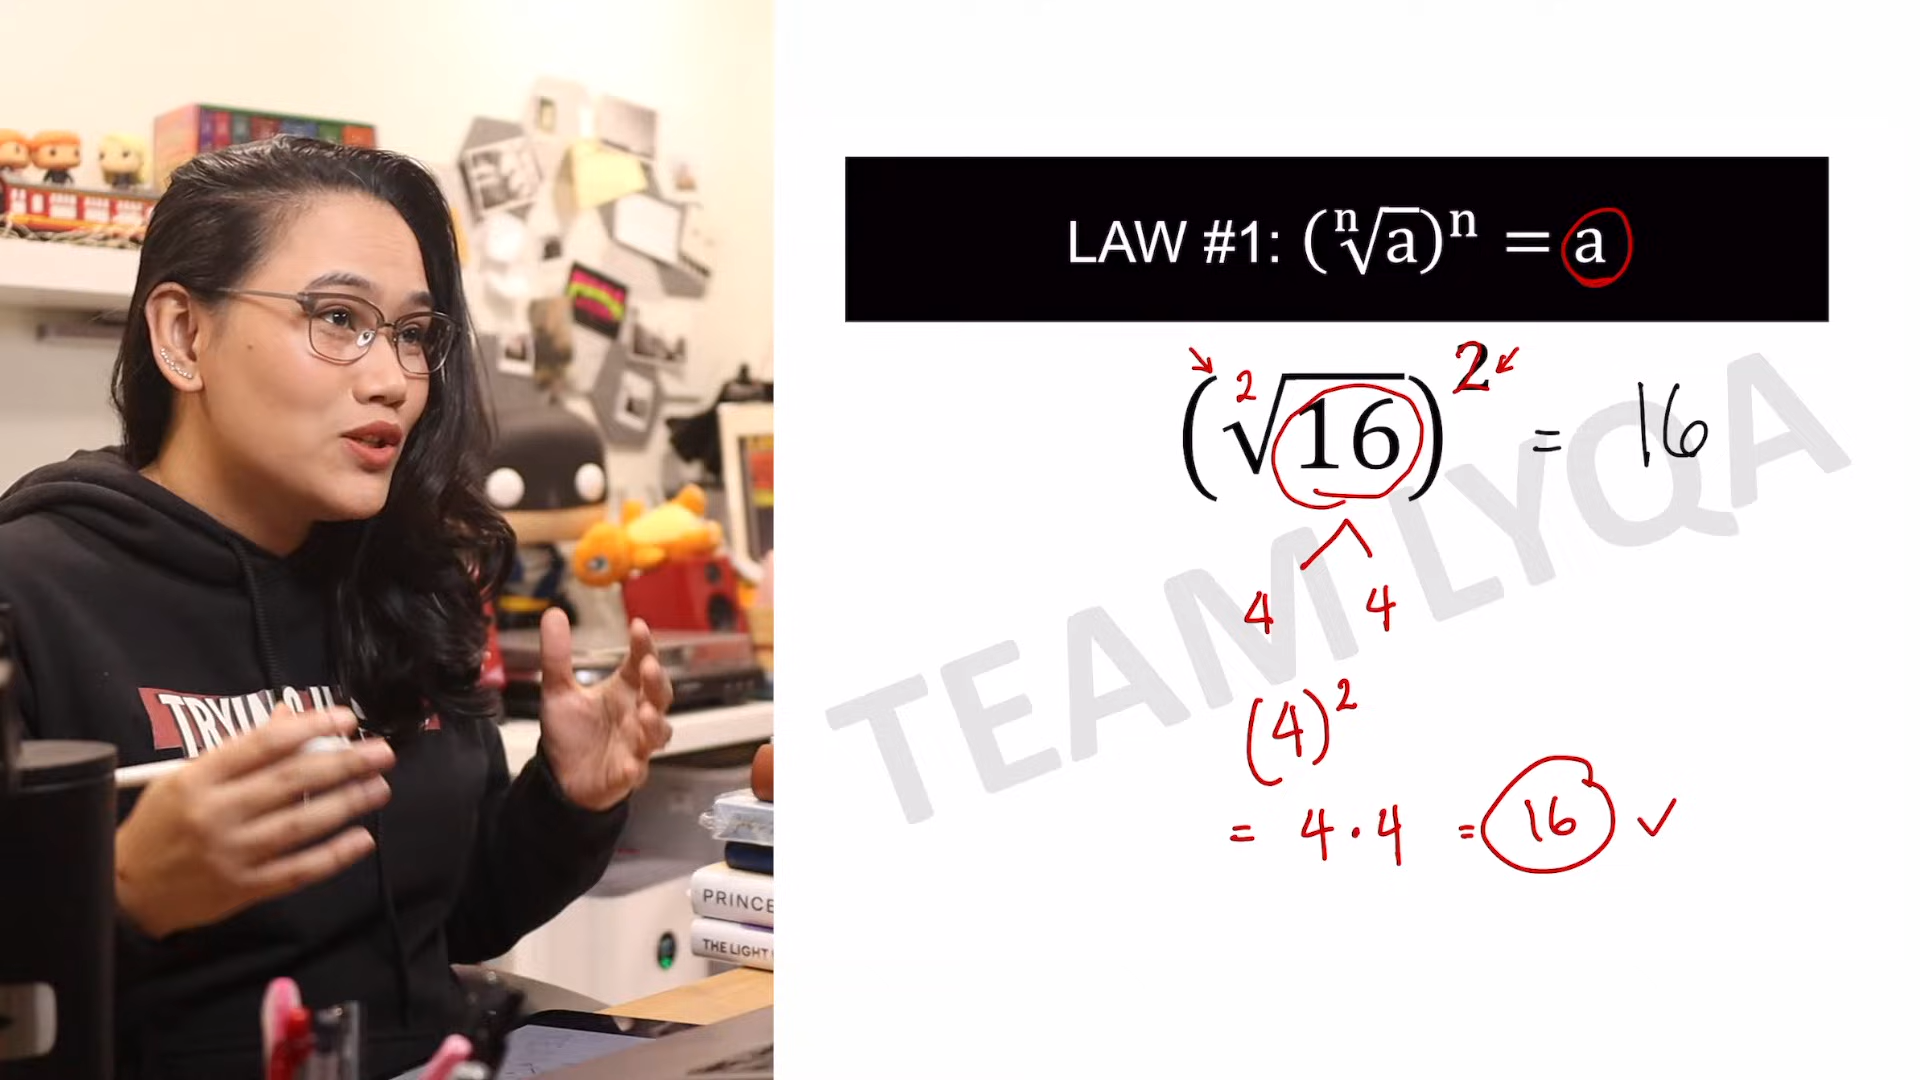 LAW #1: (ⁿ√a)ⁿ = a
(²√16)² = 16
4 4
(4)²
= 4 · 4 = 16 ✓
TEAM LYQA
PRINCE
THE LIGHT